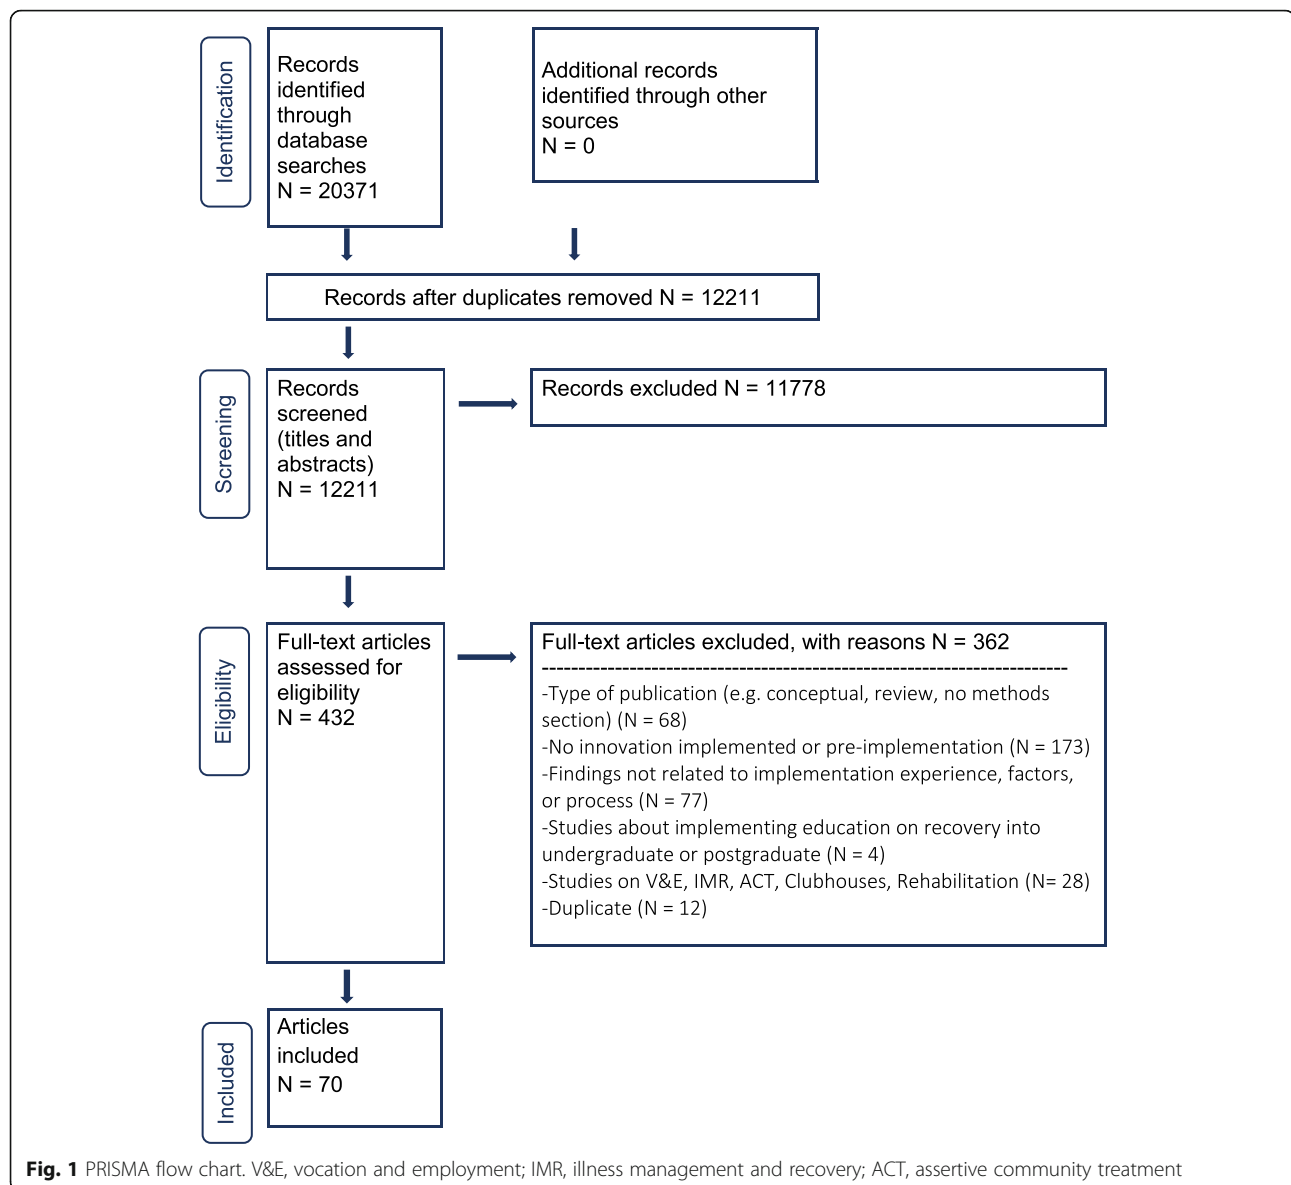 Identification
Records
identified
through
database
searches
N = 20371
Additional records
identified through other
sources
N = 0
Records after duplicates removed N = 12211
Screening
Records
screened
(titles and
abstracts)
N = 12211
Records excluded N = 11778
Eligibility
Full-text articles
assessed for
eligibility
N = 432
Full-text articles excluded, with reasons N = 362
------------------------------------------------------------------------
-Type of publication (e.g. conceptual, review, no methods
section) (N = 68)
-No innovation implemented or pre-implementation (N = 173)
-Findings not related to implementation experience, factors,
or process (N = 77)
-Studies about implementing education on recovery into
undergraduate or postgraduate (N = 4)
-Studies on V&E, IMR, ACT, Clubhouses, Rehabilitation (N= 28)
-Duplicate (N = 12)
Included
Articles
included
N = 70
Fig. 1 PRISMA flow chart. V&E, vocation and employment; IMR, illness management and recovery; ACT, assertive community treatment